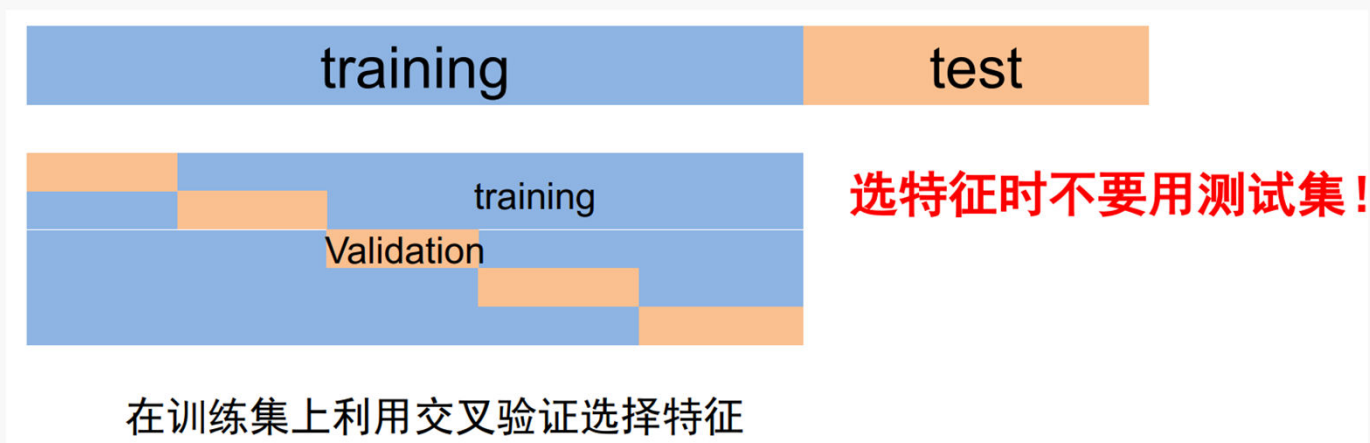 training
test
training
选特征时不要用测试集!
Validation
在训练集上利用交叉验证选择特征